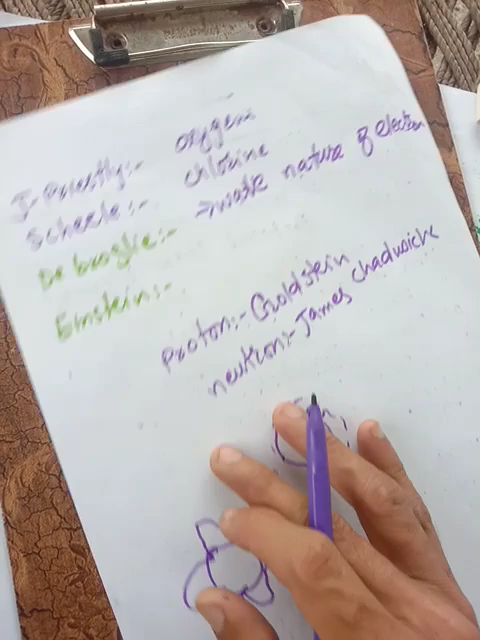 J-Priestly:- oxygen
Scheele:- chlorine
De broglie:- → wave nature of electron
Einstein:-
Proton:- Goldstein
neutron:- James chadwick